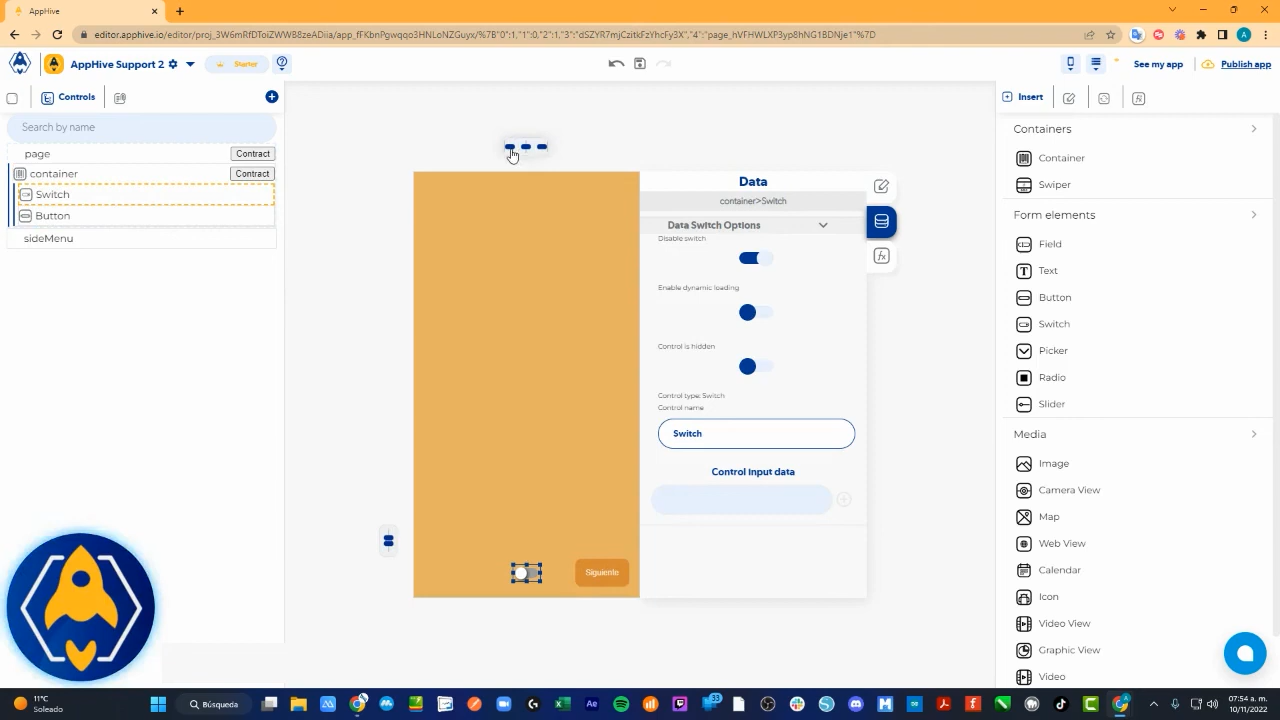 AppHive
editor.apphive.io/editor/proj_3W6mRfDToiZWW88zeADiia/app_fFKbnPgwqqo3HNLoNZGuyx/%7B"0":1,"1":0,"2":1,"3":"dSZYR7mjCzitkFzYhcFy3X","4":"page_yVFHWLXP3yp8hNG1BDNje1"%7D
AppHive Support 2
Starter
See my app
Publish app
Controls
Search by name
page
Contract
container
Contract
Switch
Button
sideMenu
Data
container>Switch
Data Switch Options
Disable switch
Enable dynamic loading
Control is hidden
Control type: Switch
Control name
Switch
Control input data
Siguiente
Insert
Containers
Container
Swiper
Form elements
Field
Text
Button
Switch
Picker
Radio
Slider
Media
Image
Camera View
Map
Web View
Calendar
Icon
Video View
Graphic View
Video
11°C
Soleado
Búsqueda
07:54 a. m.
10/11/2022